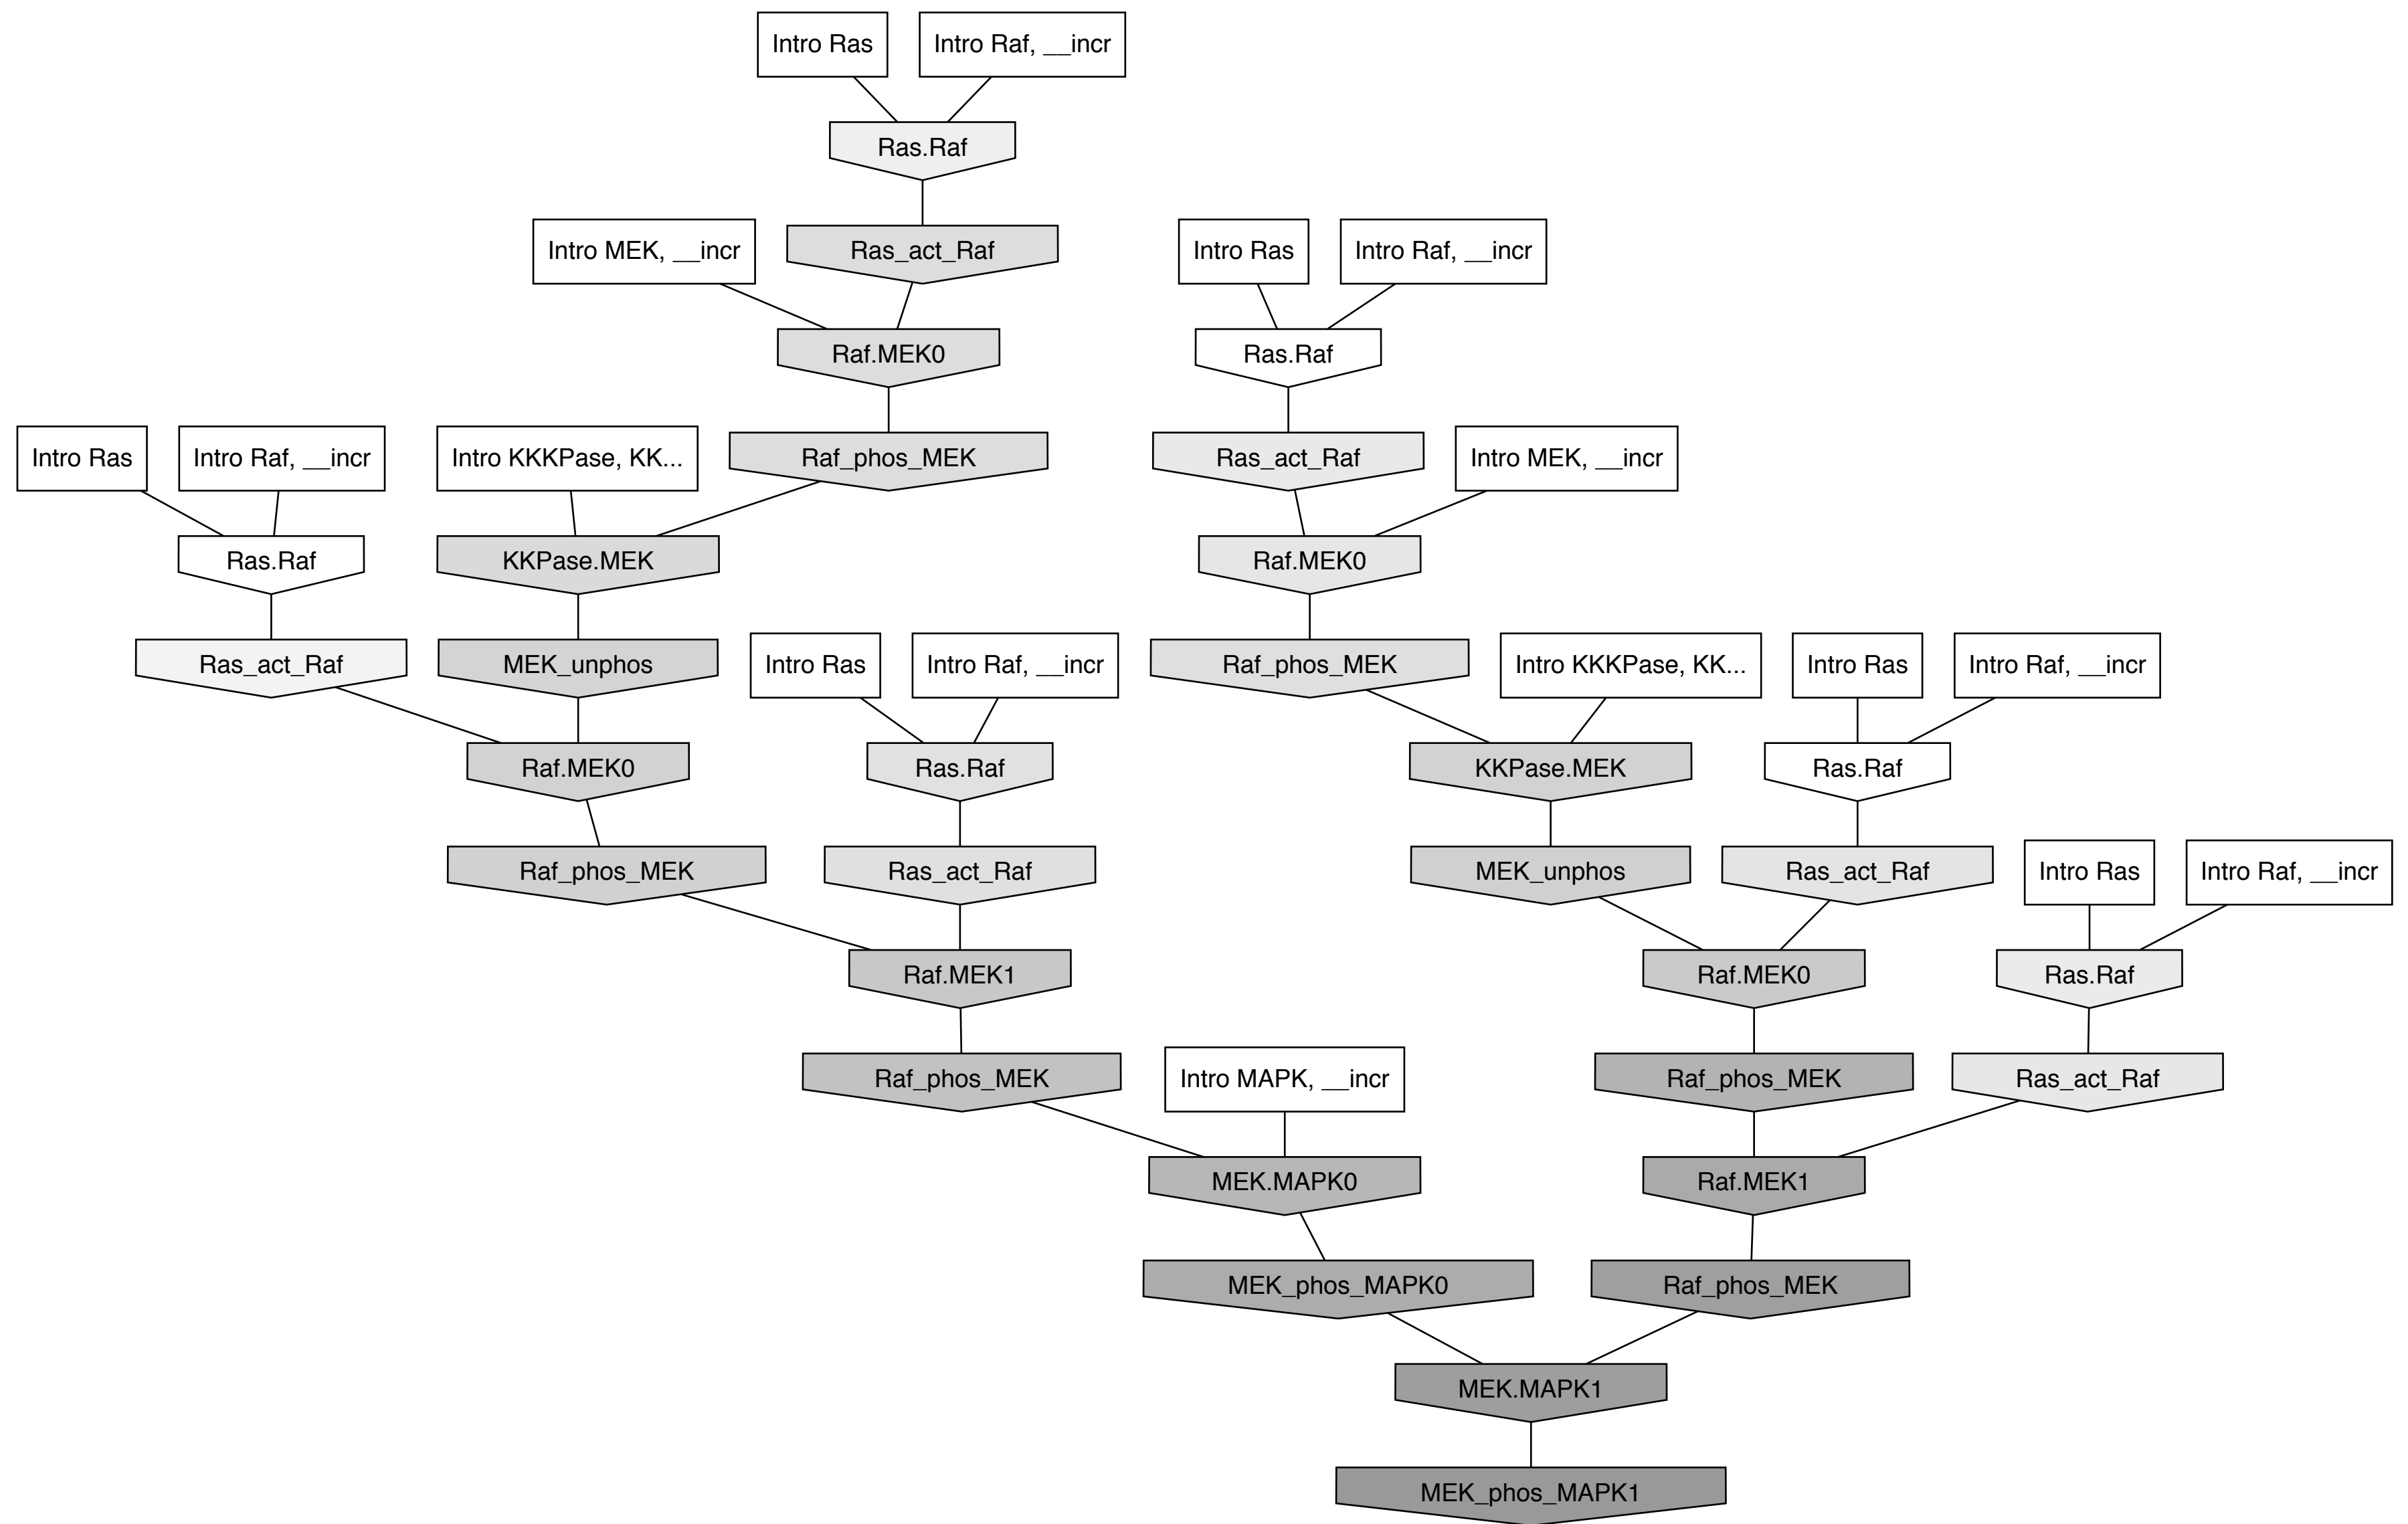 Intro Ras
Intro Raf, __incr
Ras.Raf
Intro MEK, __incr
Ras_act_Raf
Intro Ras
Intro Raf, __incr
Raf.MEK0
Ras.Raf
Intro Ras
Intro Raf, __incr
Intro KKKPase, KK...
Raf_phos_MEK
Ras_act_Raf
Intro MEK, __incr
Ras.Raf
KKPase.MEK
Raf.MEK0
Ras_act_Raf
MEK_unphos
Intro Ras
Intro Raf, __incr
Raf_phos_MEK
Intro KKKPase, KK...
Intro Ras
Intro Raf, __incr
Raf.MEK0
Ras.Raf
KKPase.MEK
Ras.Raf
Raf_phos_MEK
Ras_act_Raf
MEK_unphos
Ras_act_Raf
Intro Ras
Intro Raf, __incr
Raf.MEK1
Raf.MEK0
Ras.Raf
Raf_phos_MEK
Intro MAPK, __incr
Raf_phos_MEK
Ras_act_Raf
MEK.MAPK0
Raf.MEK1
MEK_phos_MAPK0
Raf_phos_MEK
MEK.MAPK1
MEK_phos_MAPK1